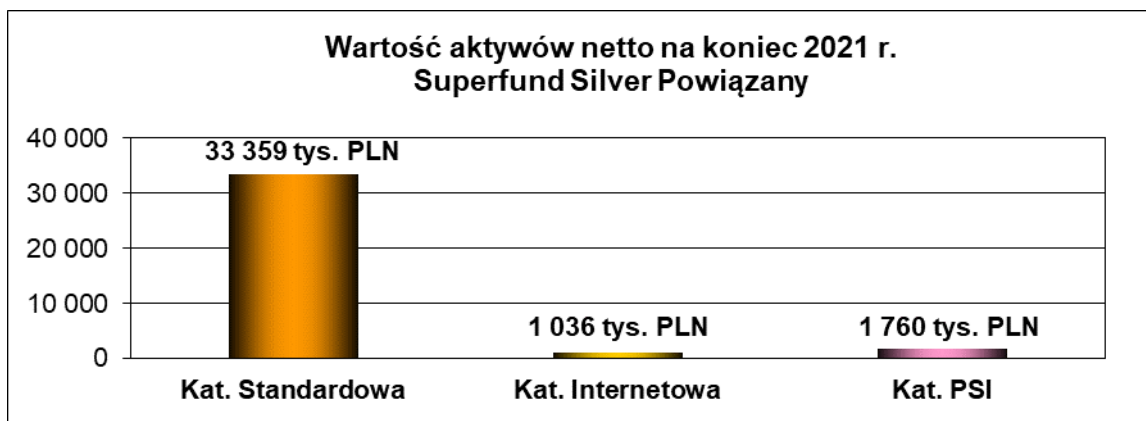 Wartość aktywów netto na koniec 2021 r.
Superfund Silver Powiązany
40 000
33 359 tys. PLN
30 000
20 000
10 000
1 036 tys. PLN
1 760 tys. PLN
0
Kat. Standardowa
Kat. Internetowa
Kat. PSI